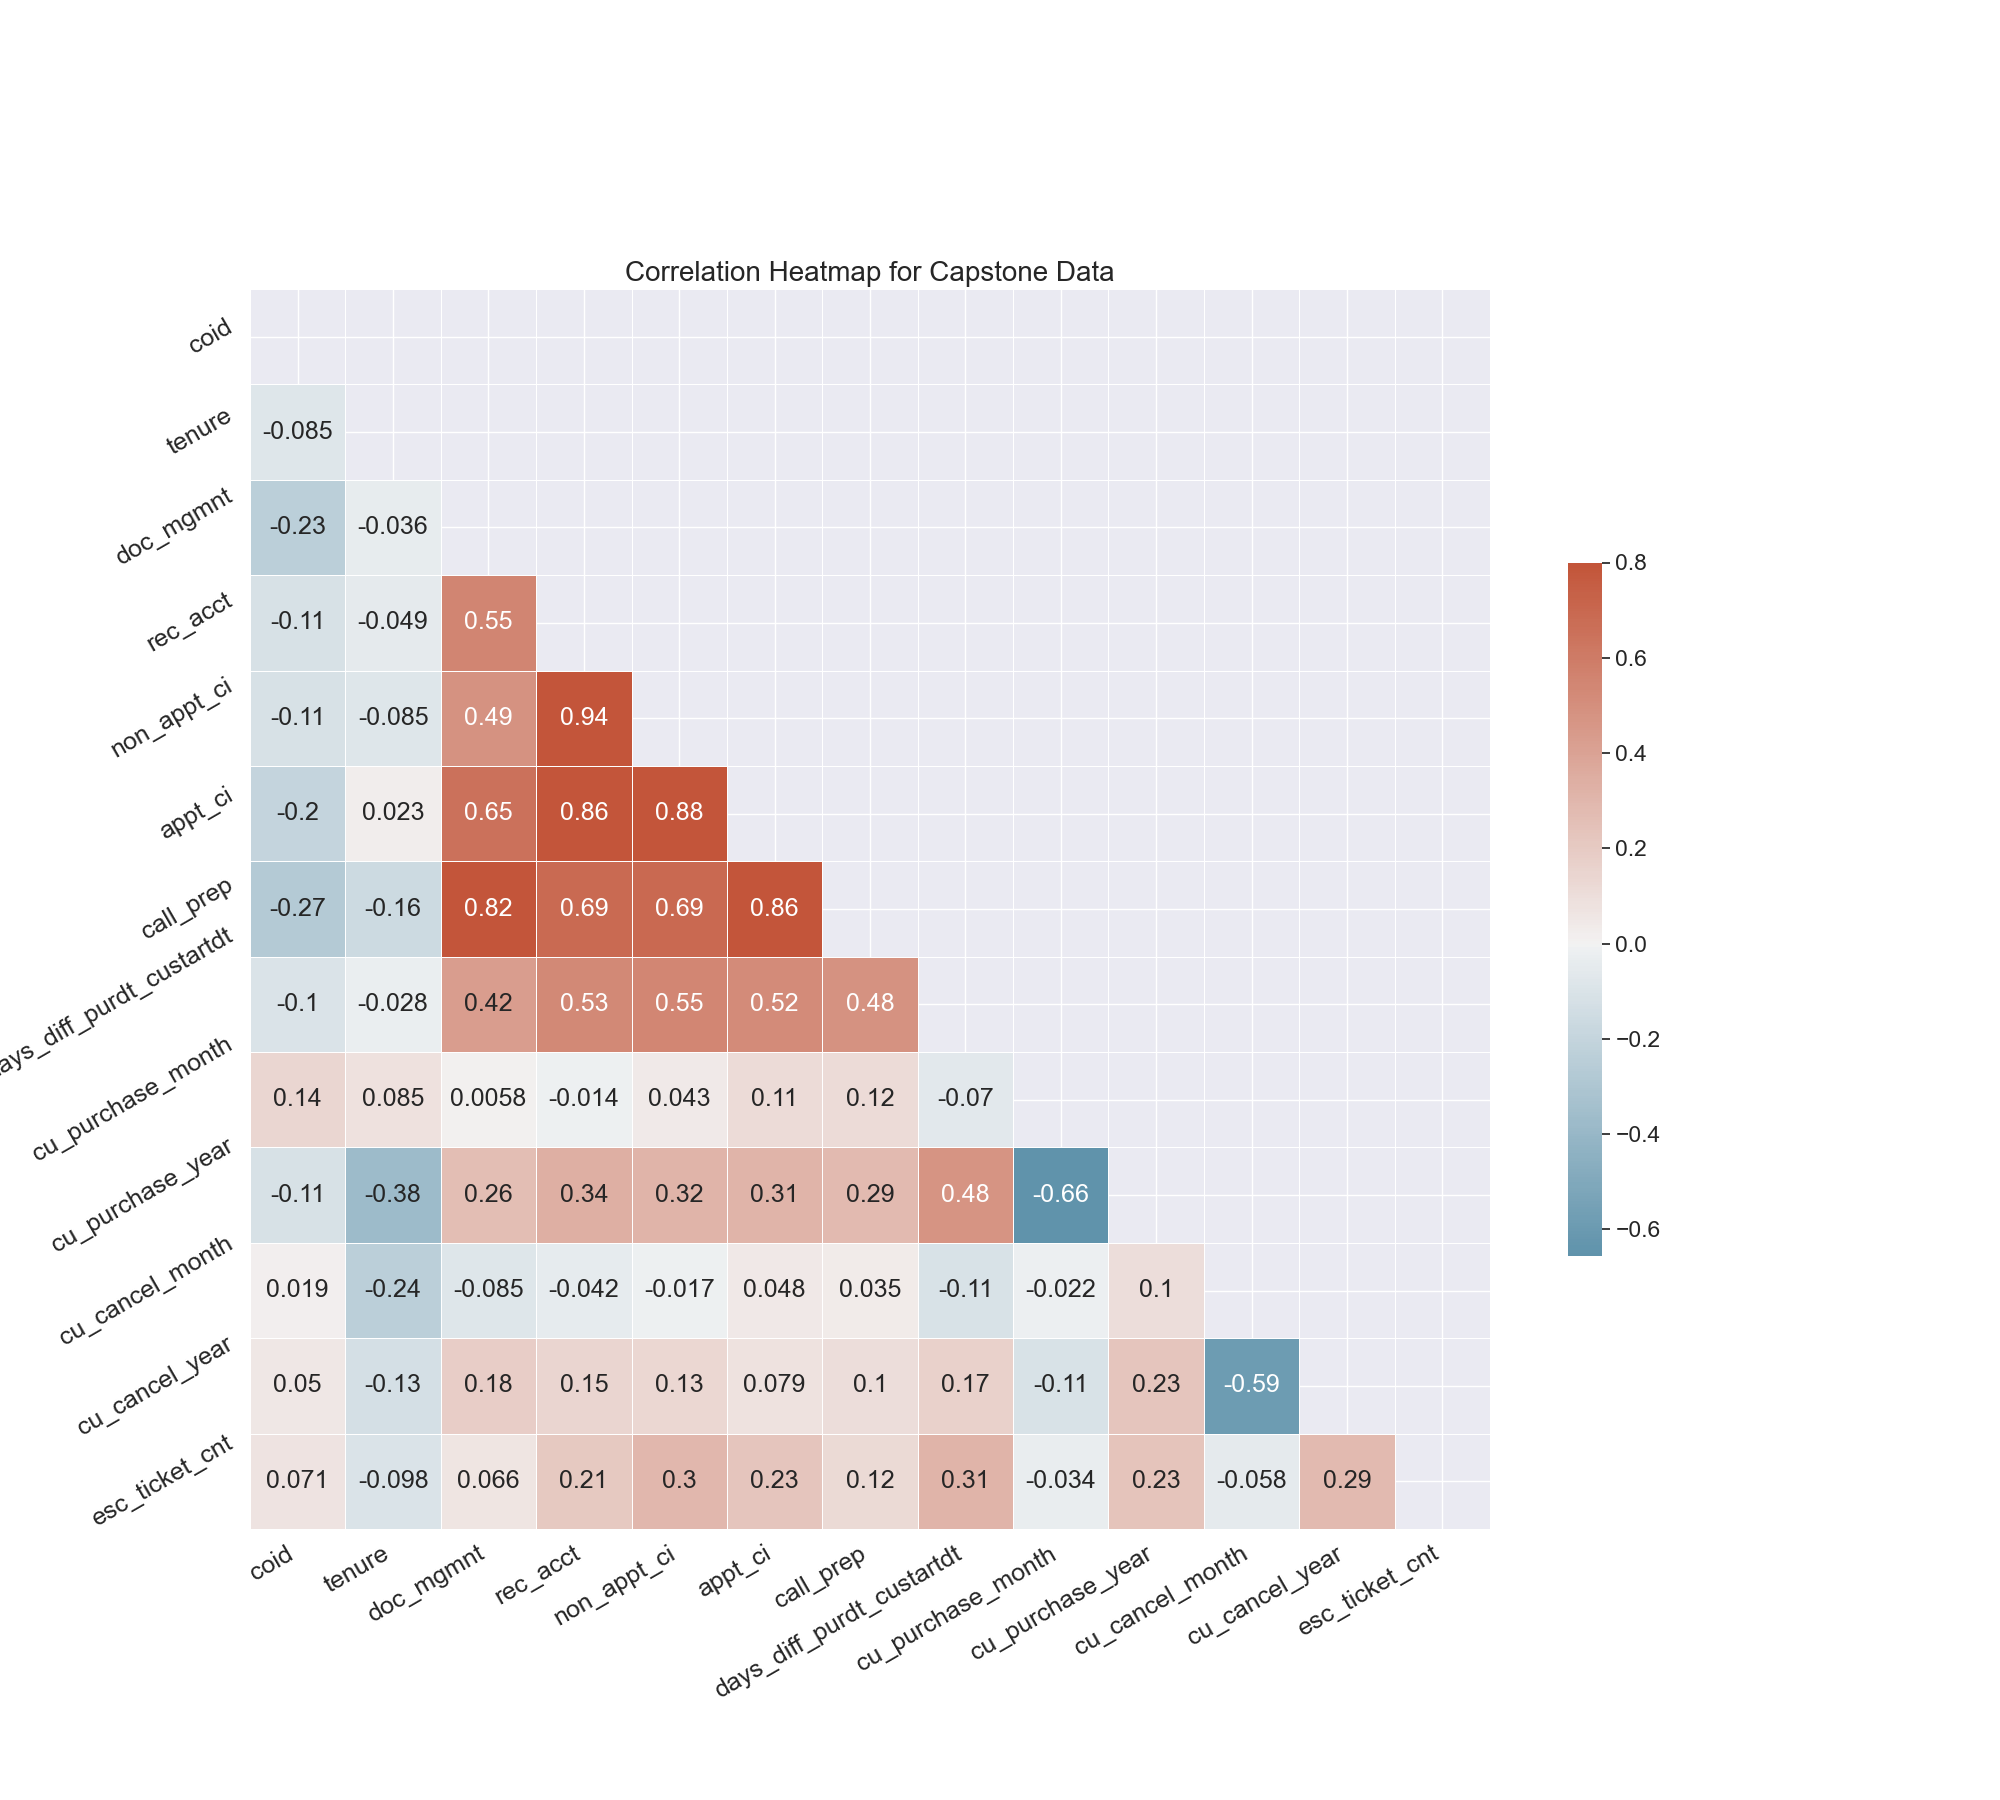 Correlation Heatmap for Capstone Data
coid
tenure -0.085
doc_mgmnt -0.23 -0.036
rec_acct -0.11 -0.049 0.55
non_appt_ci -0.11 -0.085 0.49 0.94
appt_ci -0.2 0.023 0.65 0.86 0.88
call_prep -0.27 -0.16 0.82 0.69 0.69 0.86
ays_diff_purdt_custartdt -0.1 -0.028 0.42 0.53 0.55 0.52 0.48
cu_purchase_month 0.14 0.085 0.0058 -0.014 0.043 0.11 0.12 -0.07
cu_purchase_year -0.11 -0.38 0.26 0.34 0.32 0.31 0.29 0.48 -0.66
cu_cancel_month 0.019 -0.24 -0.085 -0.042 -0.017 0.048 0.035 -0.11 -0.022 0.1
cu_cancel_year 0.05 -0.13 0.18 0.15 0.13 0.079 0.1 0.17 -0.11 0.23 -0.59
esc_ticket_cnt 0.071 -0.098 0.066 0.21 0.3 0.23 0.12 0.31 -0.034 0.23 -0.058 0.29
coid
tenure
doc_mgmnt
rec_acct
non_appt_ci
appt_ci
call_prep
days_diff_purdt_custartdt
cu_purchase_month
cu_purchase_year
cu_cancel_month
cu_cancel_year
esc_ticket_cnt
0.8
0.6
0.4
0.2
0.0
−0.2
−0.4
−0.6